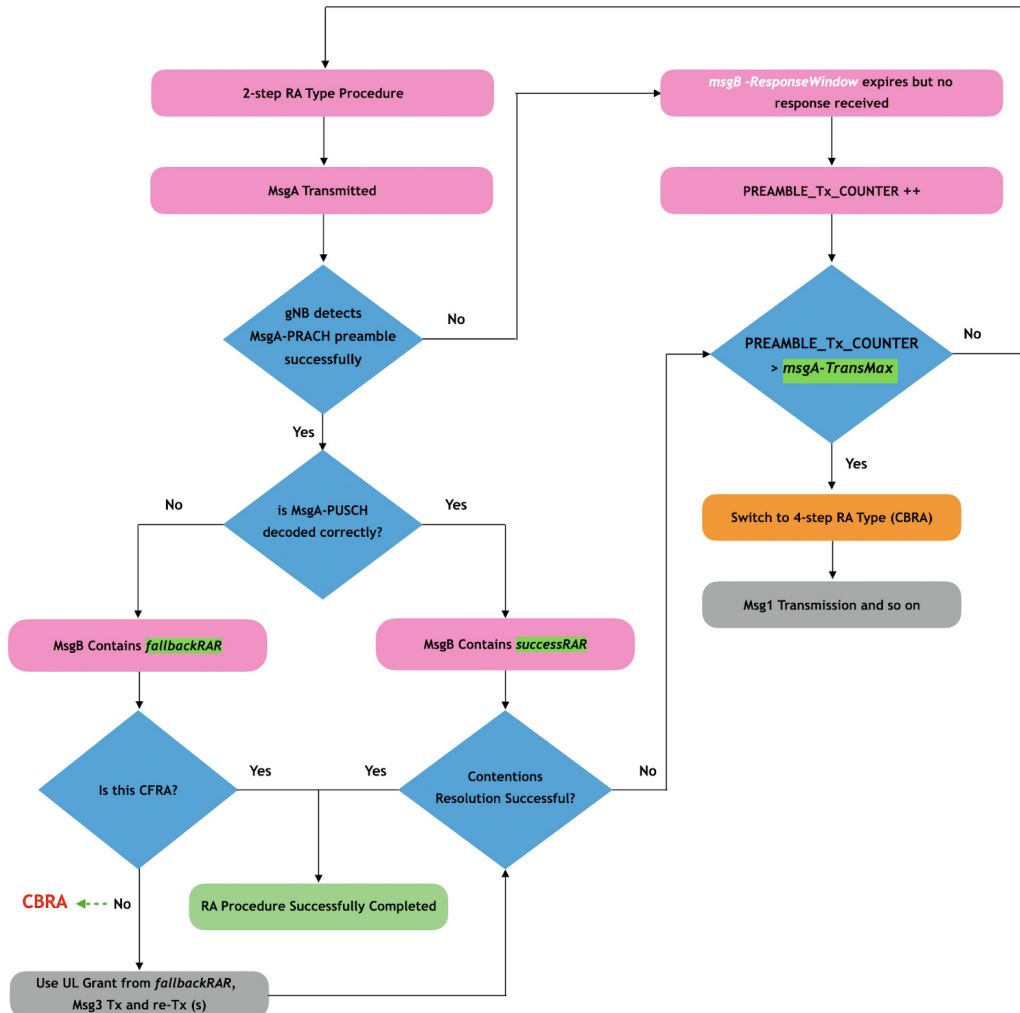 2-step RA Type Procedure
msgB -ResponseWindow expires but no
response received
MsgA Transmitted
PREAMBLE_Tx_COUNTER ++
gNB detects
MsgA-PRACH preamble
successfully
No
PREAMBLE_Tx_COUNTER
> msgA-TransMax
No
Yes
Yes
is MsgA-PUSCH
decoded correctly?
No
Yes
Switch to 4-step RA Type (CBRA)
Msg1 Transmission and so on
MsgB Contains fallbackRAR
MsgB Contains successRAR
Is this CFRA?
Yes
Yes
Contentions
Resolution Successful?
No
CBRA
No
RA Procedure Successfully Completed
Use UL Grant from fallbackRAR,
Msg3 Tx and re-Tx (s)